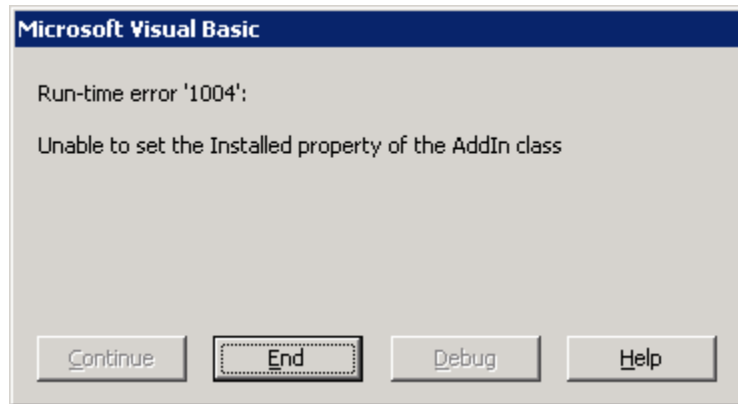 Microsoft Visual Basic
Run-time error '1004':
Unable to set the Installed property of the AddIn class
Continue End Debug Help